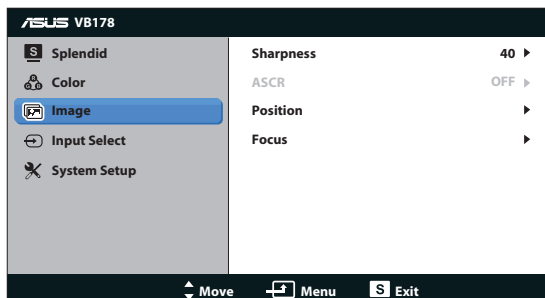 ASUS VB178
S Splendid
Color
Image
Input Select
System Setup
Sharpness 40
ASCR OFF
Position
Focus
Move Menu S Exit